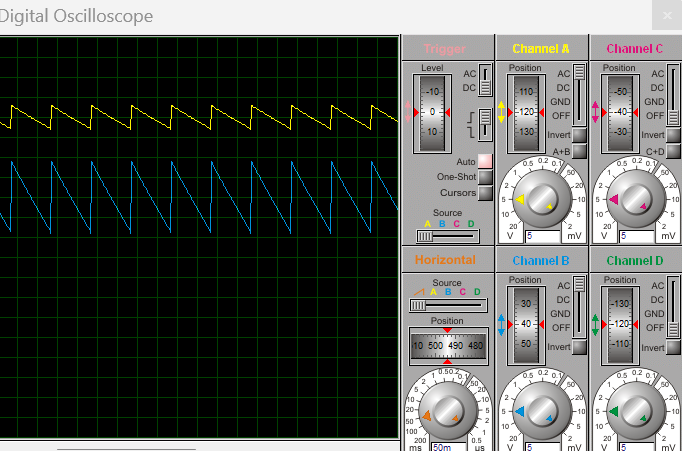 Digital Oscilloscope
×
Trigger
Level
-10
0
10
AC
DC
Auto
One-Shot
Cursors
Source
A B C D
Channel A
Position
110
120
130
AC
DC
GND
OFF
Invert
A+B
20 10 5 2 1 0.5 0.2 0.1 50 20 10 5 2
V 5 mV
Channel C
Position
-50
-40
-30
AC
DC
GND
OFF
Invert
C+D
20 10 5 2 1 0.5 0.2 0.1 50 20 10 5 2
V 5 mV
Horizontal
Source
A B C D
Position
510 500 490 480
200 100 50 20 10 5 2 1 0.5 0.2 0.1 50 20 10 5 2 1 0.5
ms 50m µs
Channel B
Position
30
40
50
AC
DC
GND
OFF
Invert
20 10 5 2 1 0.5 0.2 0.1 50 20 10 5 2
V 5 mV
Channel D
Position
-130
-120
-110
AC
DC
GND
OFF
Invert
20 10 5 2 1 0.5 0.2 0.1 50 20 10 5 2
V 5 mV